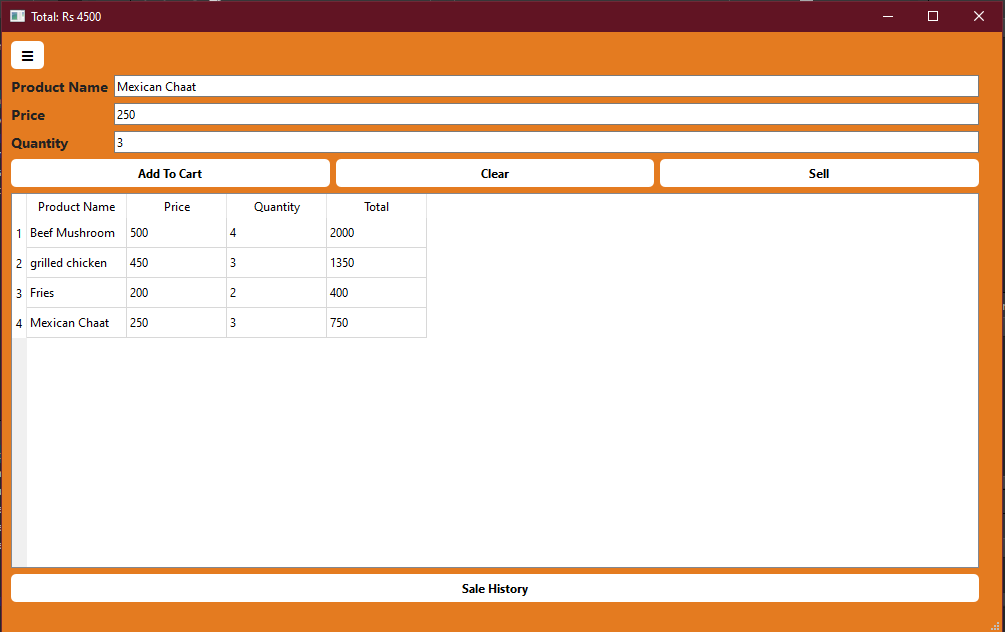 Total: Rs 4500
Product Name Mexican Chaat
Price 250
Quantity 3
Add To Cart Clear Sell
Product Name Price Quantity Total
1 Beef Mushroom 500 4 2000
2 grilled chicken 450 3 1350
3 Fries 200 2 400
4 Mexican Chaat 250 3 750
Sale History